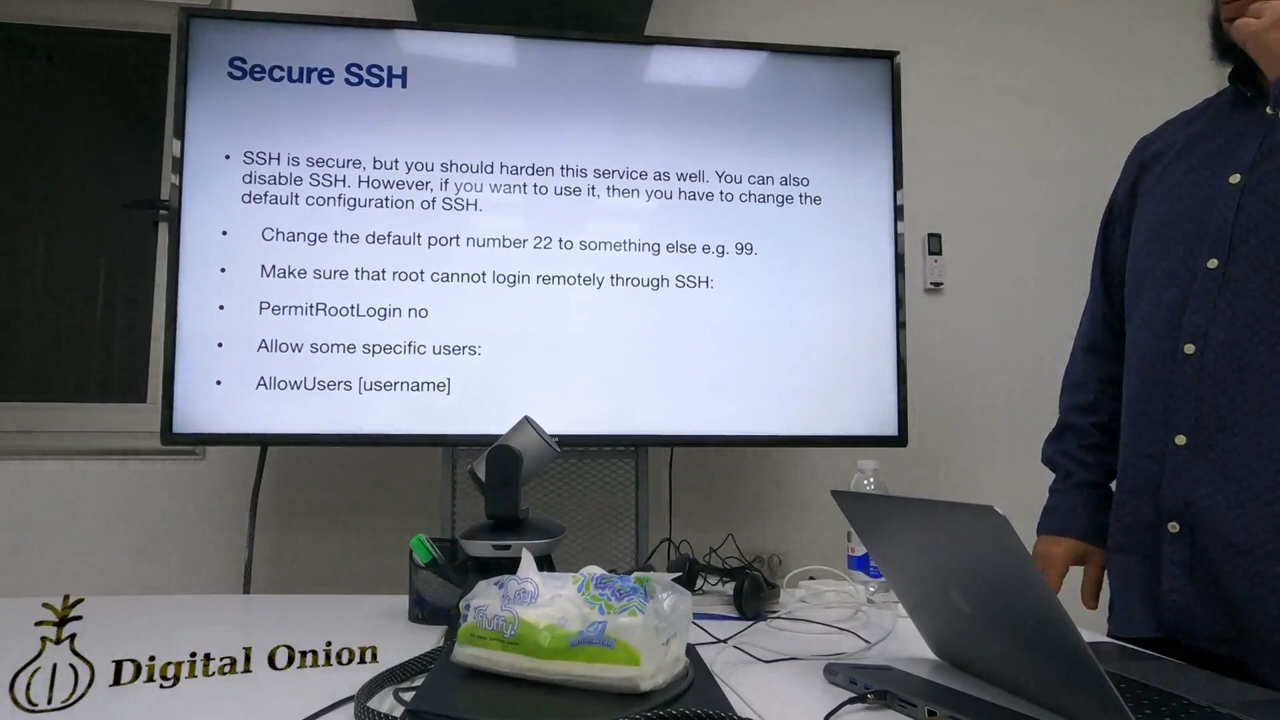 Secure SSH
• SSH is secure, but you should harden this service as well. You can also
disable SSH. However, if you want to use it, then you have to change the
default configuration of SSH.
• Change the default port number 22 to something else e.g. 99.
• Make sure that root cannot login remotely through SSH:
• PermitRootLogin no
• Allow some specific users:
• AllowUsers [username]
Fluffy
Digital Onion